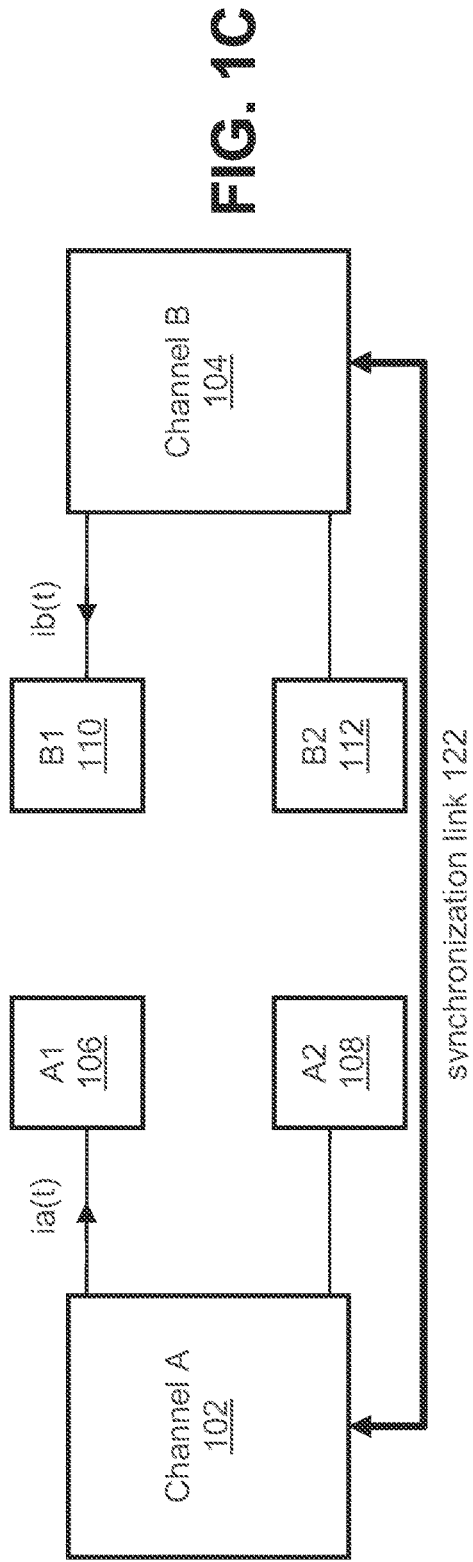 ia(t)
ib(t)
A1
106
B1
110
Channel A
102
Channel B
104
A2
108
B2
112
synchronization link 122
FIG. 1C